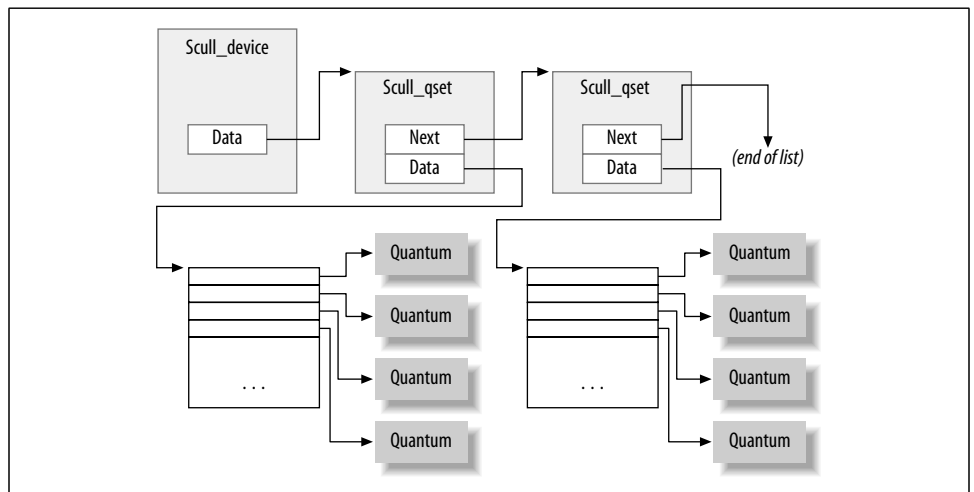 Scull_device
Scull_qset
Scull_qset
Data
Next
Next
Data
Data
(end of list)
Quantum
Quantum
Quantum
Quantum
. . .
Quantum
Quantum
Quantum
Quantum
. . .